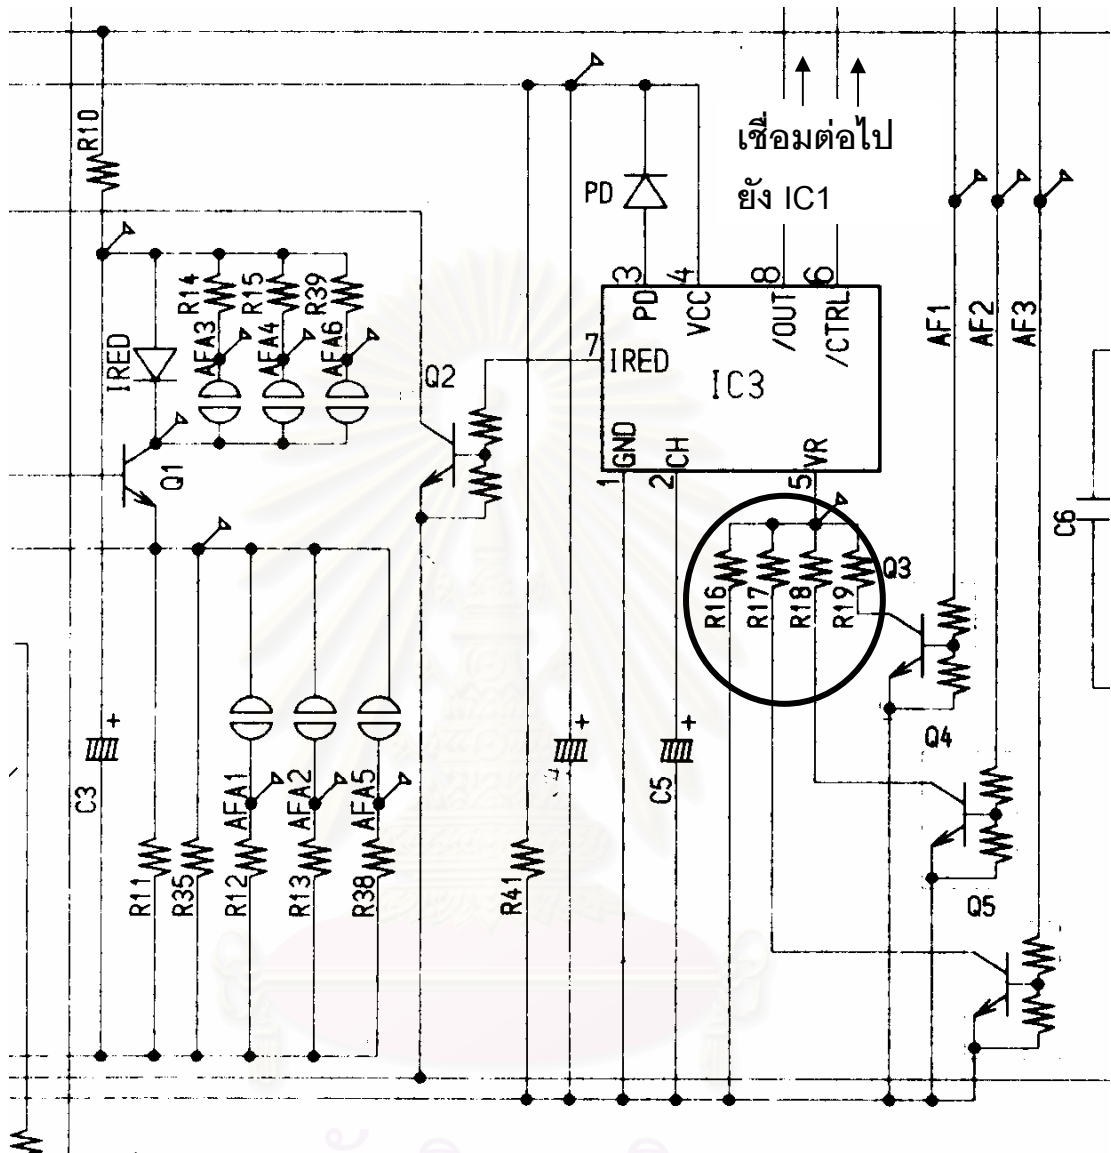 R10
เชื่อมต่อไป
ยัง IC1
PD
3
4
8
6
PD
VCC
/OUT
/CTRL
AF1
AF2
AF3
R14
R15
R39
AFA3
AFA4
AFA6
IRED
Q2
7
IRED
IC3
GND
CH
VR
1
2
5
Q1
C6
R16
R17
R18
R19
Q3
+
+
+
C3
C5
Q4
AFA1
AFA2
AFA5
R11
R35
R12
R13
R38
R41
Q5